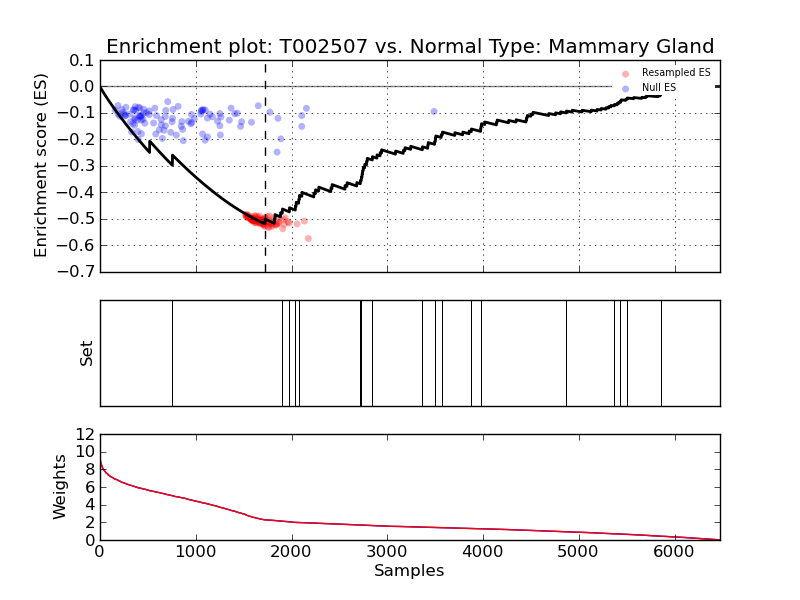 Enrichment plot: T002507 vs. Normal Type: Mammary Gland
0.1
0.0
−0.1
−0.2
−0.3
−0.4
−0.5
−0.6
−0.7
Enrichment score (ES)
Resampled ES
Null ES
Set
12
10
8
6
4
2
0
Weights
0 1000 2000 3000 4000 5000 6000
Samples